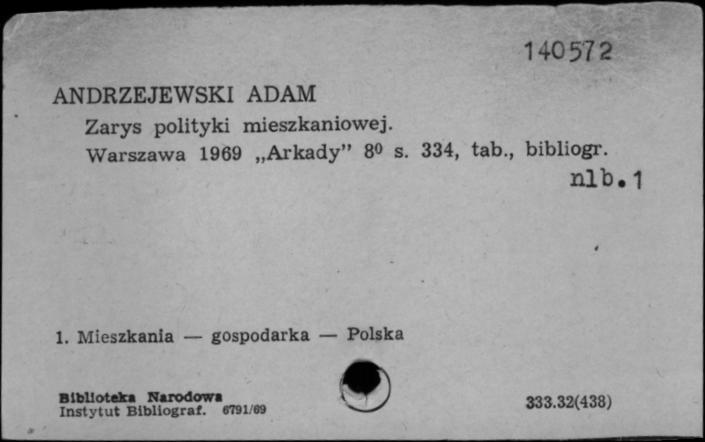 140572
ANDRZEJEWSKI ADAM
Zarys polityki mieszkaniowej.
Warszawa 1969 „Arkady” 8⁰ s. 334, tab., bibliogr.
nlb.1
1. Mieszkania — gospodarka — Polska
Biblioteka Narodowa
Instytut Bibliograf. 6791/69
333.32(438)